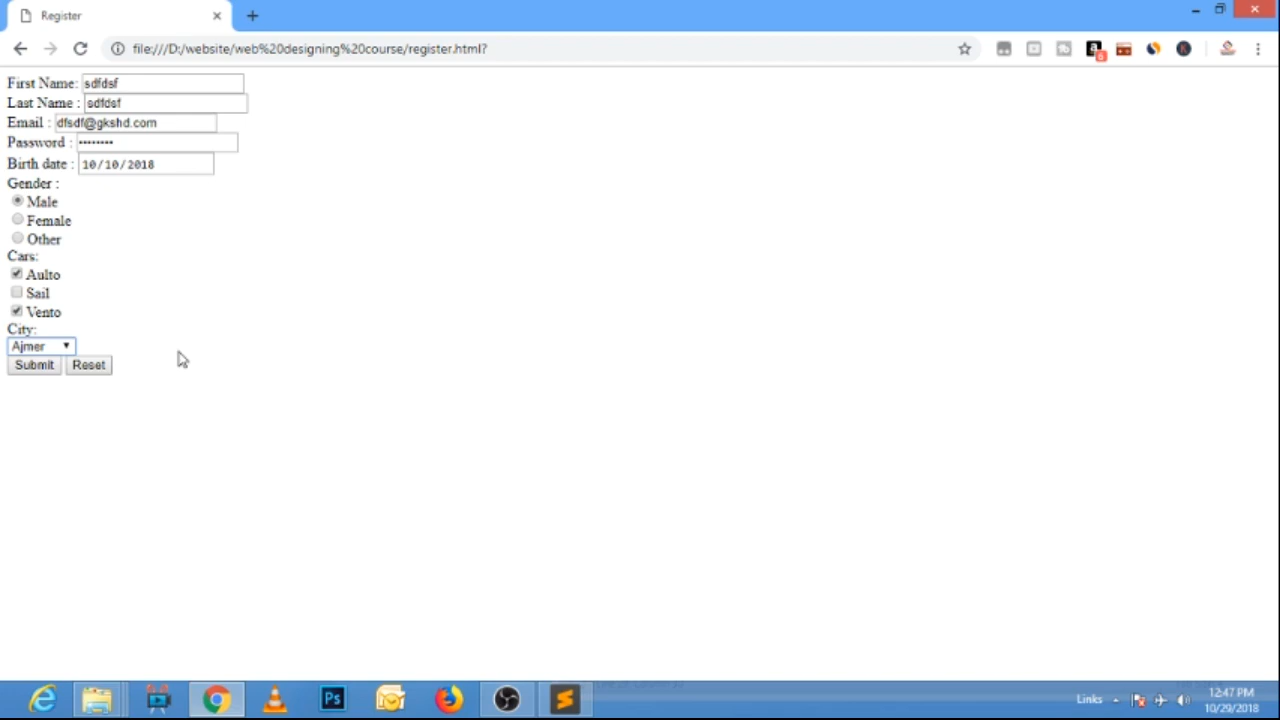 Register
file:///D:/website/web%20designing%20course/register.html?
First Name: sdfdsf
Last Name : sdfdsf
Email : dfsdf@gkshd.com
Password : ••••••••
Birth date : 10/10/2018
Gender :
Male
Female
Other
Cars:
Aulto
Sail
Vento
City:
Ajmer
Submit Reset
Ps
Links
12:47 PM
10/29/2018